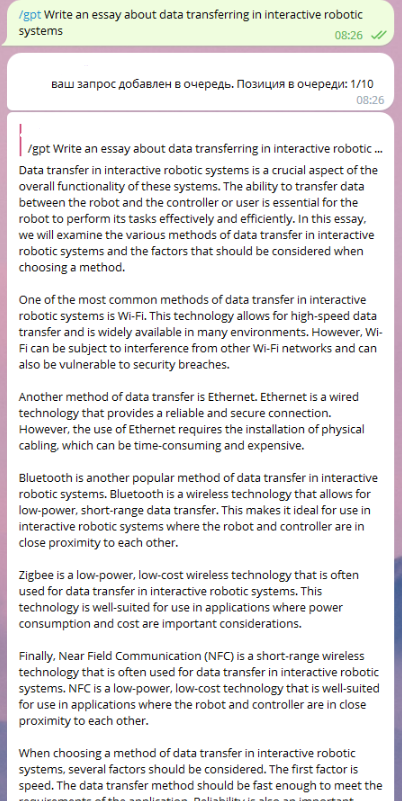 /gpt Write an essay about data transferring in interactive robotic
systems
08:26
ваш запрос добавлен в очередь. Позиция в очереди: 1/10
08:26
/gpt Write an essay about data transferring in interactive robotic ...
Data transfer in interactive robotic systems is a crucial aspect of the
overall functionality of these systems. The ability to transfer data
between the robot and the controller or user is essential for the
robot to perform its tasks effectively and efficiently. In this essay,
we will examine the various methods of data transfer in interactive
robotic systems and the factors that should be considered when
choosing a method.
One of the most common methods of data transfer in interactive
robotic systems is Wi-Fi. This technology allows for high-speed data
transfer and is widely available in many environments. However, Wi-
Fi can be subject to interference from other Wi-Fi networks and can
also be vulnerable to security breaches.
Another method of data transfer is Ethernet. Ethernet is a wired
technology that provides a reliable and secure connection.
However, the use of Ethernet requires the installation of physical
cabling, which can be time-consuming and expensive.
Bluetooth is another popular method of data transfer in interactive
robotic systems. Bluetooth is a wireless technology that allows for
low-power, short-range data transfer. This makes it ideal for use in
interactive robotic systems where the robot and controller are in
close proximity to each other.
Zigbee is a low-power, low-cost wireless technology that is often
used for data transfer in interactive robotic systems. This
technology is well-suited for use in applications where power
consumption and cost are important considerations.
Finally, Near Field Communication (NFC) is a short-range wireless
technology that is often used for data transfer in interactive robotic
systems. NFC is a low-power, low-cost technology that is well-suited
for use in applications where the robot and controller are in close
proximity to each other.
When choosing a method of data transfer in interactive robotic
systems, several factors should be considered. The first factor is
speed. The data transfer method should be fast enough to meet the
requirements of the application. Reliability is also an important